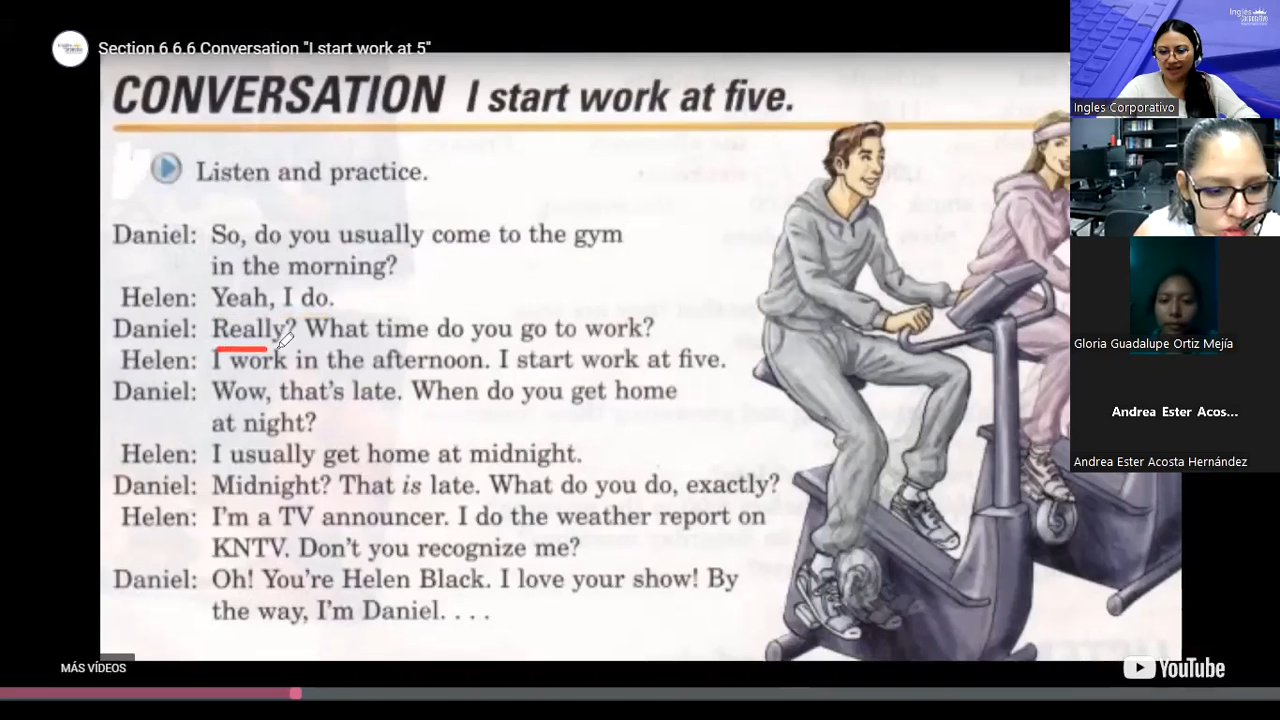 Section 6 6.6 Conversation "I start work at 5"
CONVERSATION I start work at five.
Listen and practice.
Daniel: So, do you usually come to the gym
in the morning?
Helen: Yeah, I do.
Daniel: Really? What time do you go to work?
Helen: I work in the afternoon. I start work at five.
Daniel: Wow, that's late. When do you get home
at night?
Helen: I usually get home at midnight.
Daniel: Midnight? That is late. What do you do, exactly?
Helen: I'm a TV announcer. I do the weather report on
KNTV. Don't you recognize me?
Daniel: Oh! You're Helen Black. I love your show! By
the way, I'm Daniel. . . .
MÁS VÍDEOS
YouTube
Ingles
Ingles Corporativo
Gloria Guadalupe Ortiz Mejía
Andrea Ester Acos...
Andrea Ester Acosta Hernández